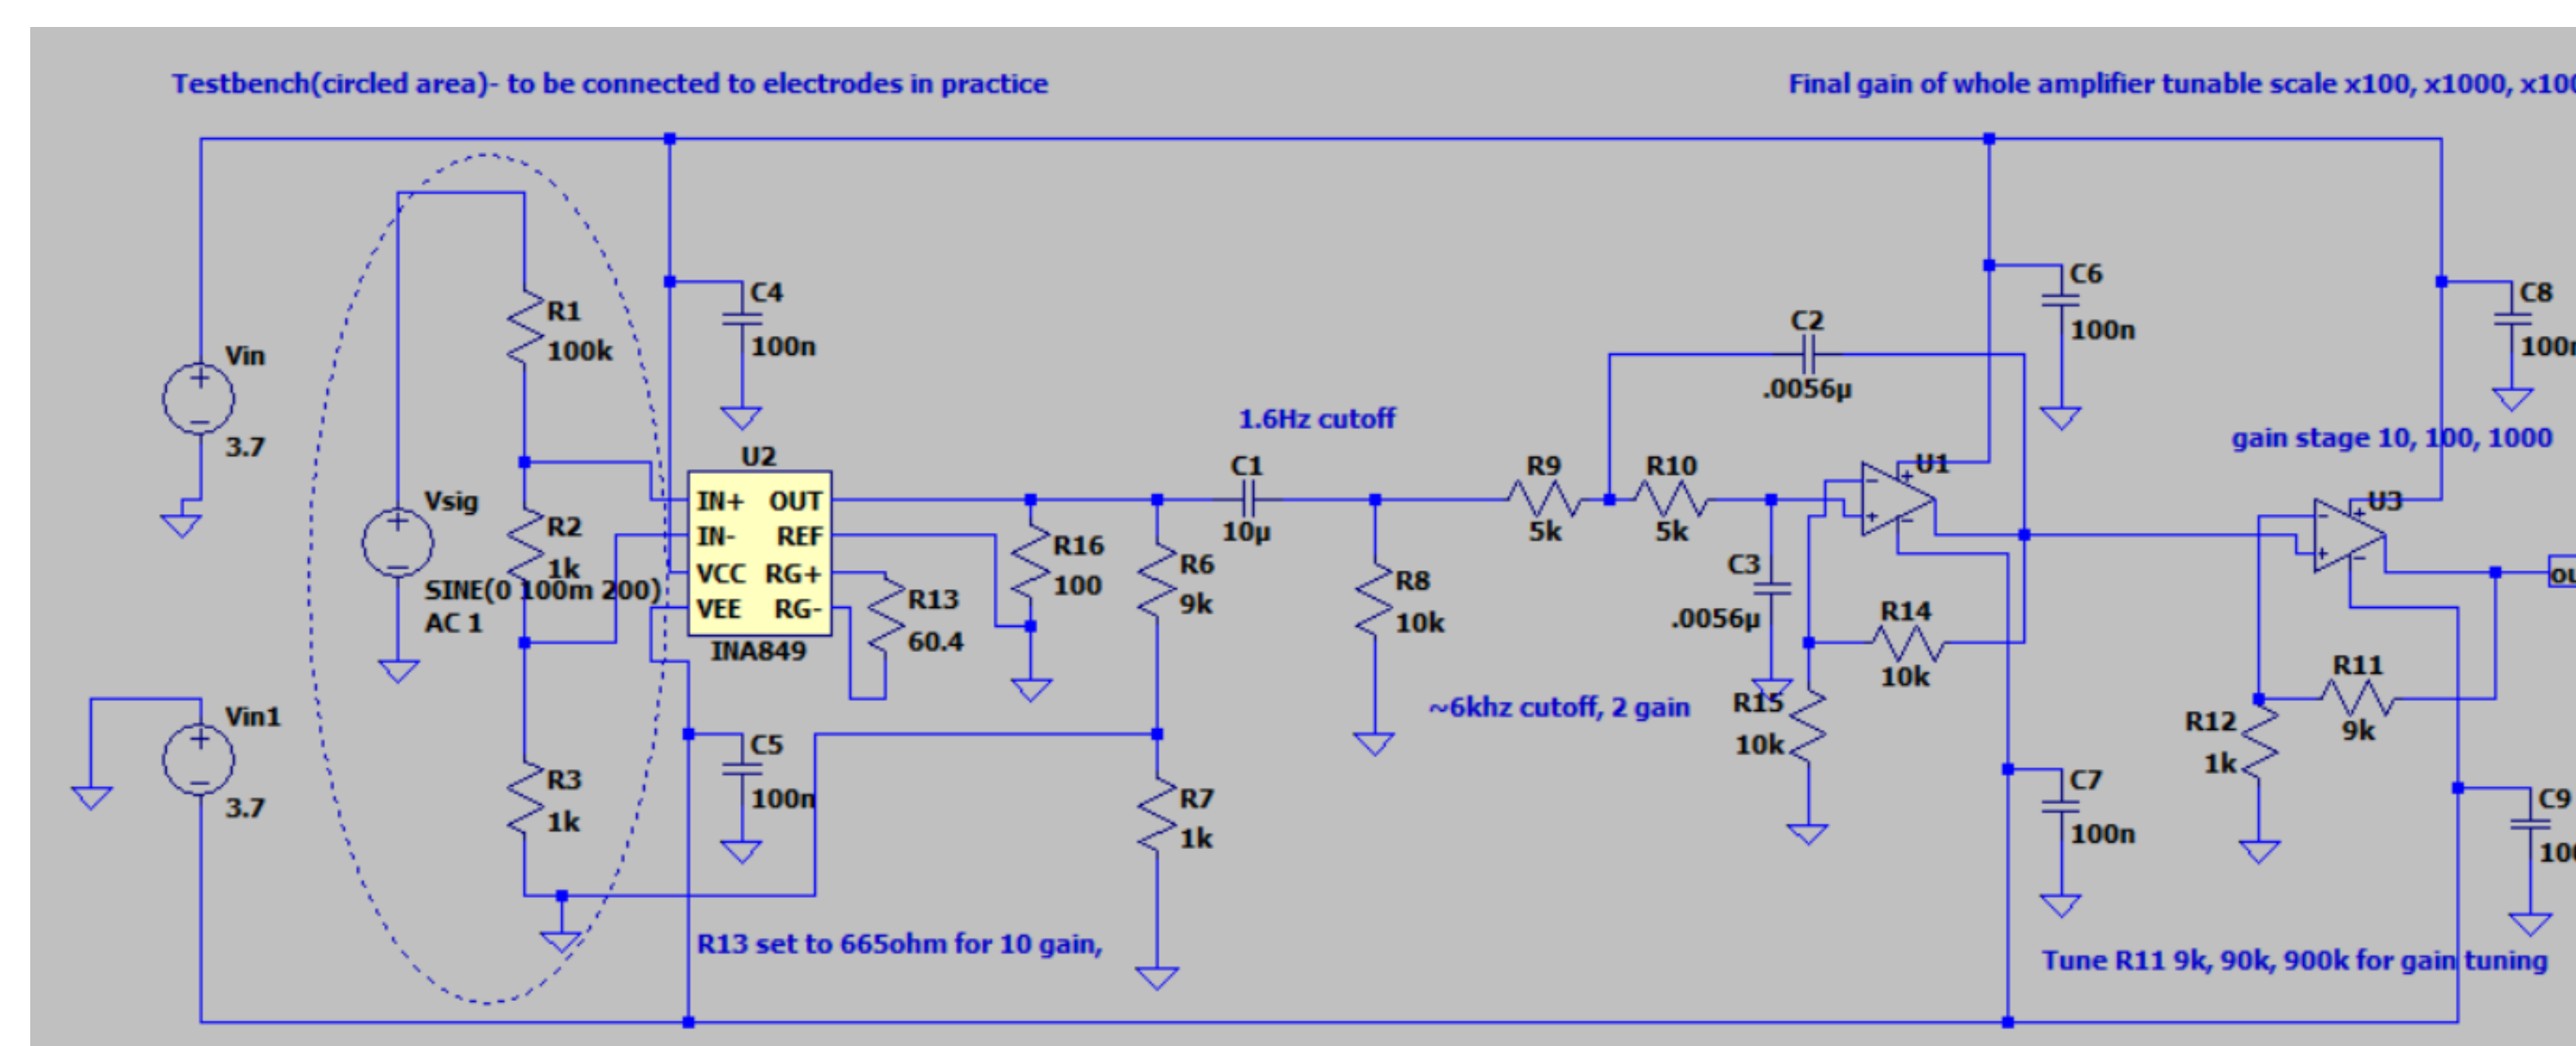 Testbench(circled area)- to be connected to electrodes in practice
Final gain of whole amplifier tunable scale x100, x1000, x100
Vin
3.7
Vsig
SINE(0 100m 200)
AC 1
Vin1
3.7
R1
100k
R2
1k
R3
1k
C4
100n
U2
IN+ OUT
IN- REF
VCC RG+
VEE RG-
INA849
R13
60.4
C5
100n
R13 set to 665ohm for 10 gain,
R16
100
R6
9k
R7
1k
1.6Hz cutoff
C1
10µ
R8
10k
~6khz cutoff, 2 gain
R9
5k
R10
5k
C2
.0056µ
C3
.0056µ
U1
- +
+ -
R14
10k
R15
10k
C6
100n
C7
100n
gain stage 10, 100, 1000
U3
- +
+ -
R11
9k
R12
1k
C8
100n
C9
100
ou
Tune R11 9k, 90k, 900k for gain tuning